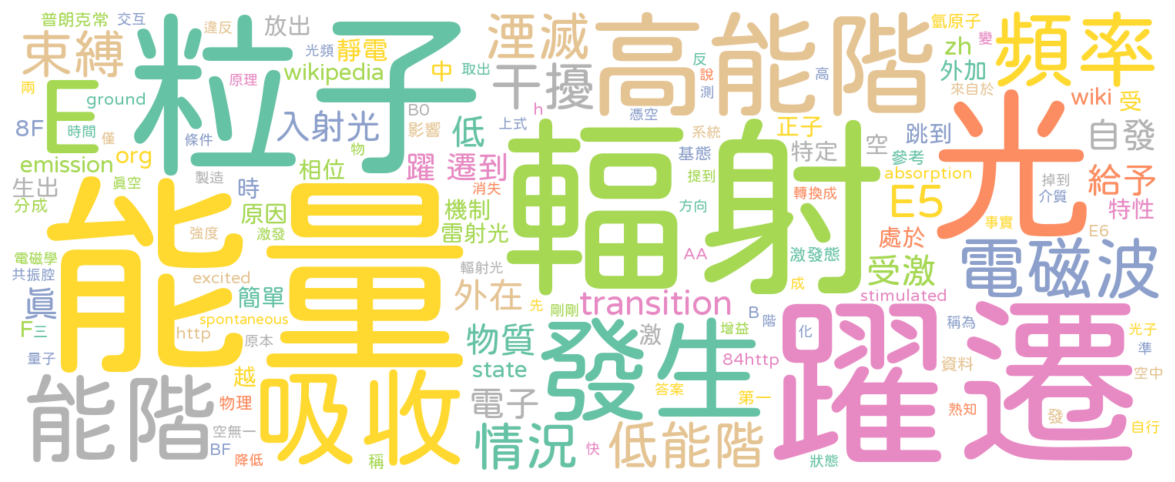 普朗克常 交互 違反 放出 湮滅 高能階 反 氫原子 變 頻率
束縛 粒子 光頻 靜電 中 取出 干擾 說 測 高 zh 外加 來自於
兩 E ground 原理 wikipedia h 憑空 wiki 受
8F 時間 僅 條件 入射光 B0 影響 低 上式 輻射 系統 正子 空 跳到 光 自發
emission org 物 相位 躍 遷到 基態 特定 參考 absorption 掉到 給予
生出 真空 製造 時 消失 提到 轉換成 E5 介質 特性
分成 能量 原因 機制 方向 事實 E6
電磁學 強度 激發 雷射光 AA 激發態 處於 電磁波
共振腔 excited 簡單 輻射光 外在 先 剛剛 transition 成 受激 stimulated
眞 spontaneous
F 三 http 原本 物質 發生 激 增益 B 階 化 躍遷 稱為 光子 準
量子 state 84http 資料 空中
能階 越 吸收 電子 答案 第一 熟知 發 自行
物理 空無一 BF 降低 稱 情況 快 低能階 狀態